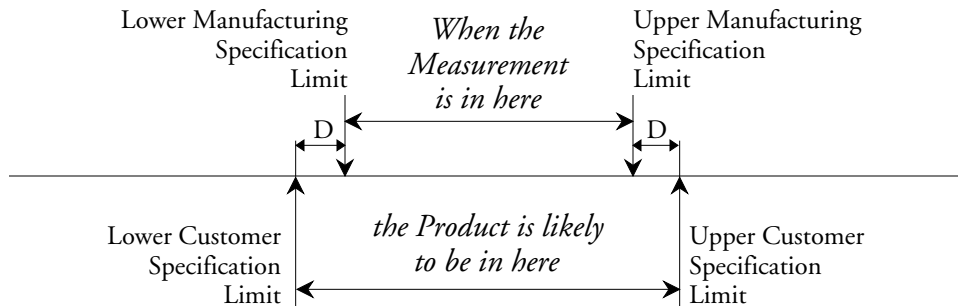 Lower Manufacturing
Specification
Limit
When the
Measurement
is in here
Upper Manufacturing
Specification
Limit
D
D
Lower Customer
Specification
Limit
the Product is likely
to be in here
Upper Customer
Specification
Limit